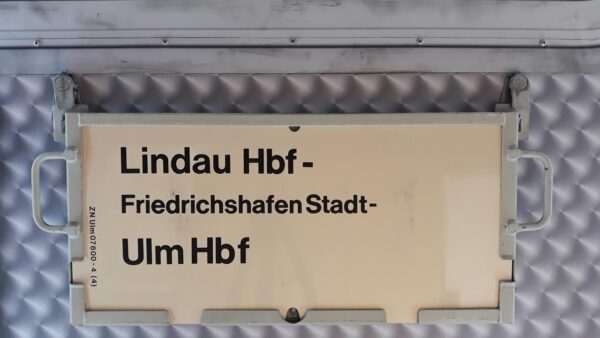 Lindau Hbf -
Friedrichshafen Stadt -
Ulm Hbf
ZN Ulm 07800 - 4 (4)